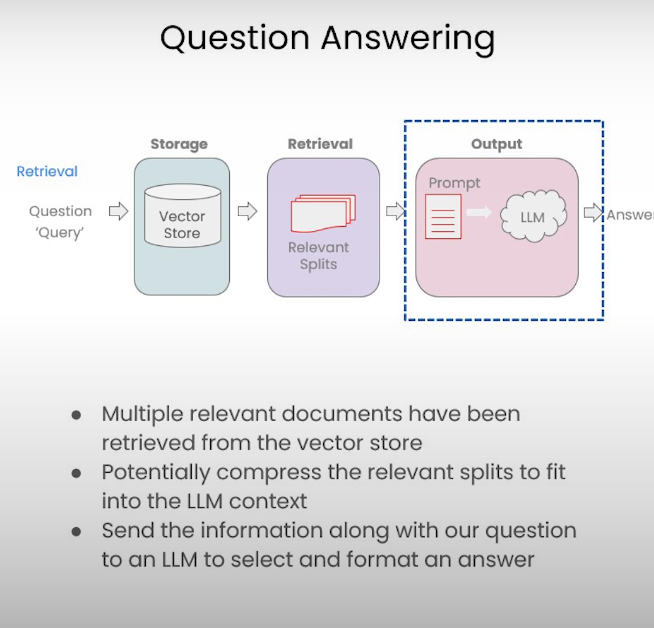 Question Answering
Storage
Retrieval
Output
Retrieval
Question
‘Query’
Vector
Store
Relevant
Splits
Prompt
LLM
Answer
● Multiple relevant documents have been
retrieved from the vector store
● Potentially compress the relevant splits to fit
into the LLM context
● Send the information along with our question
to an LLM to select and format an answer